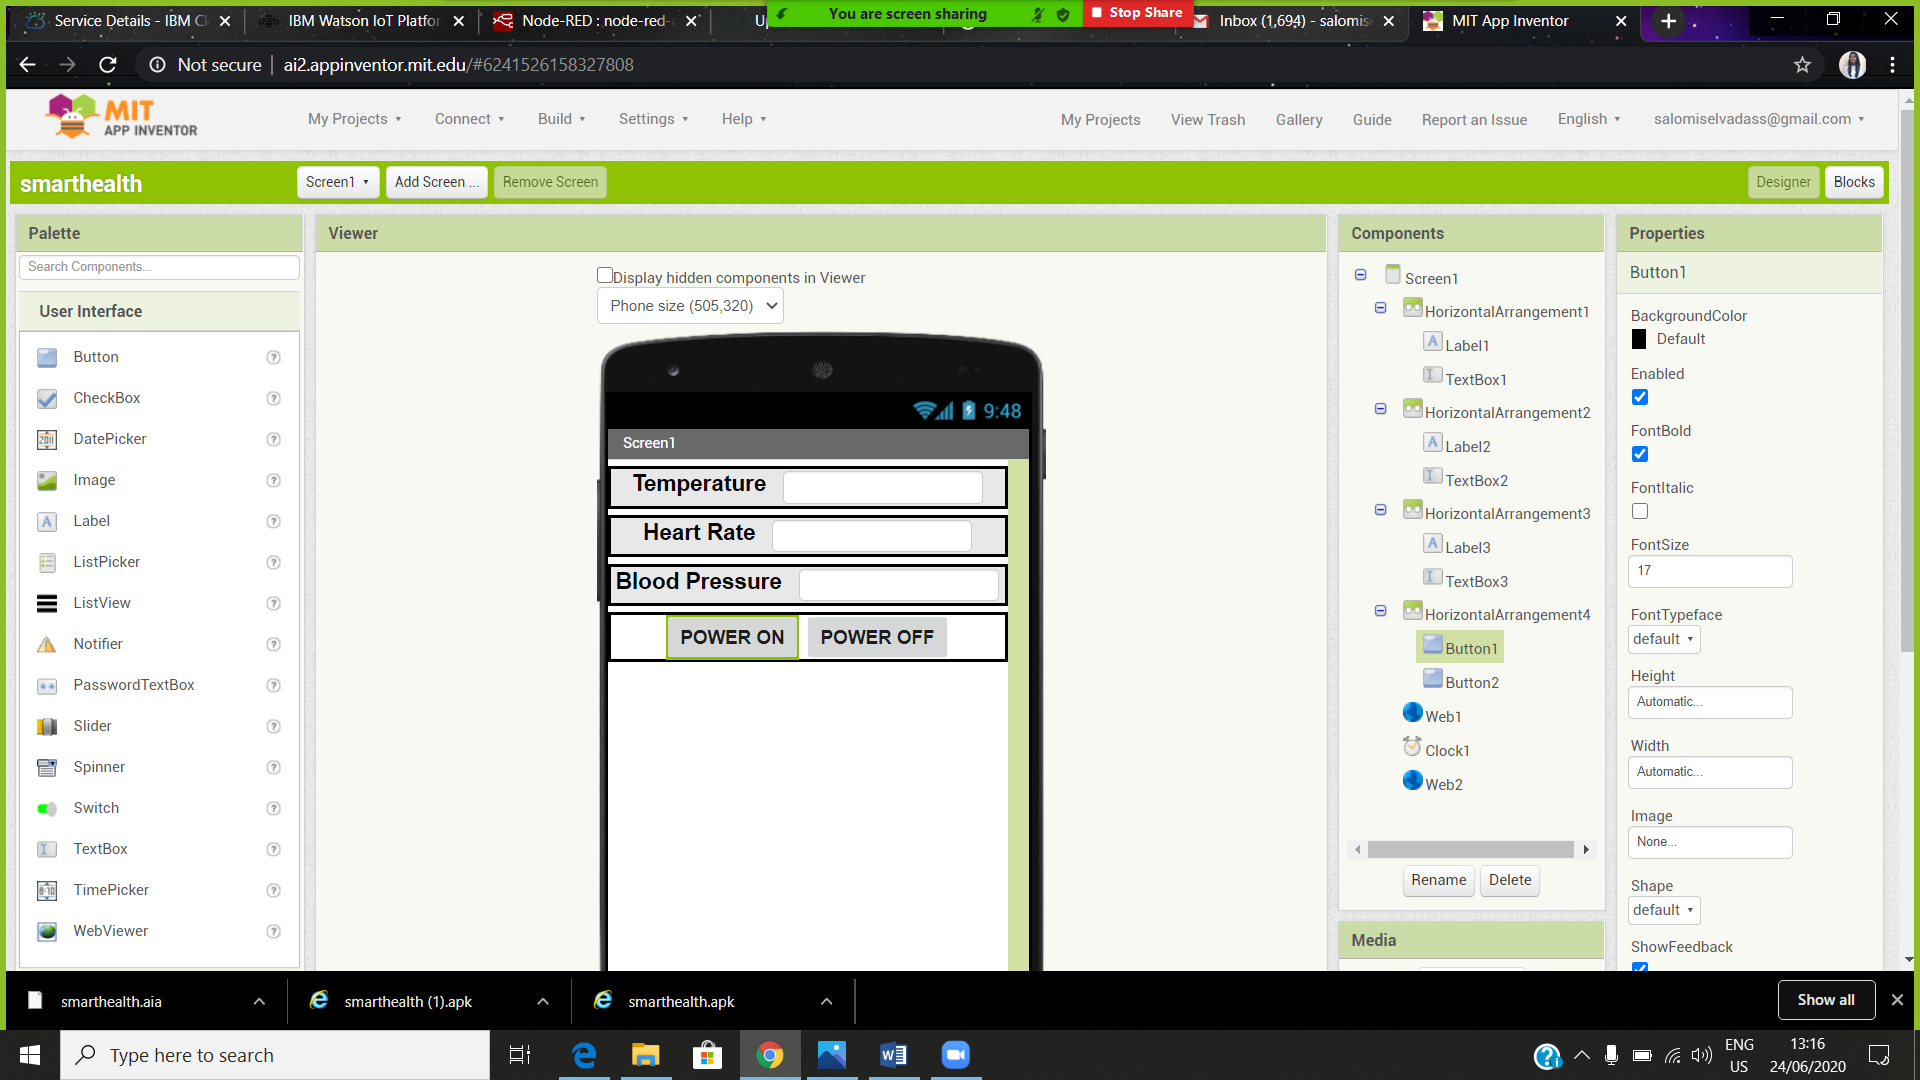 Service Details - IBM Cl
IBM Watson IoT Platfor
Node-RED : node-red-
Up
You are screen sharing
Stop Share
Inbox (1,694) - salomis
MIT App Inventor
Not secure
ai2.appinventor.mit.edu/#6241526158327808
MIT
APP INVENTOR
My Projects
Connect
Build
Settings
Help
My Projects
View Trash
Gallery
Guide
Report an Issue
English
salomiselvadass@gmail.com
smarthealth
Screen1
Add Screen ...
Remove Screen
Designer
Blocks
Palette
Search Components...
User Interface
Button
CheckBox
DatePicker
Image
Label
ListPicker
ListView
Notifier
PasswordTextBox
Slider
Spinner
Switch
TextBox
TimePicker
WebViewer
Viewer
Display hidden components in Viewer
Phone size (505,320)
9:48
Screen1
Temperature
Heart Rate
Blood Pressure
POWER ON
POWER OFF
Components
Screen1
HorizontalArrangement1
Label1
TextBox1
HorizontalArrangement2
Label2
TextBox2
HorizontalArrangement3
Label3
TextBox3
HorizontalArrangement4
Button1
Button2
Web1
Clock1
Web2
Rename
Delete
Media
Properties
Button1
BackgroundColor
Default
Enabled
FontBold
FontItalic
FontSize
17
FontTypeface
default
Height
Automatic...
Width
Automatic...
Image
None...
Shape
default
ShowFeedback
smarthealth.aia
smarthealth (1).apk
smarthealth.apk
Show all
Type here to search
ENG
US
13:16
24/06/2020